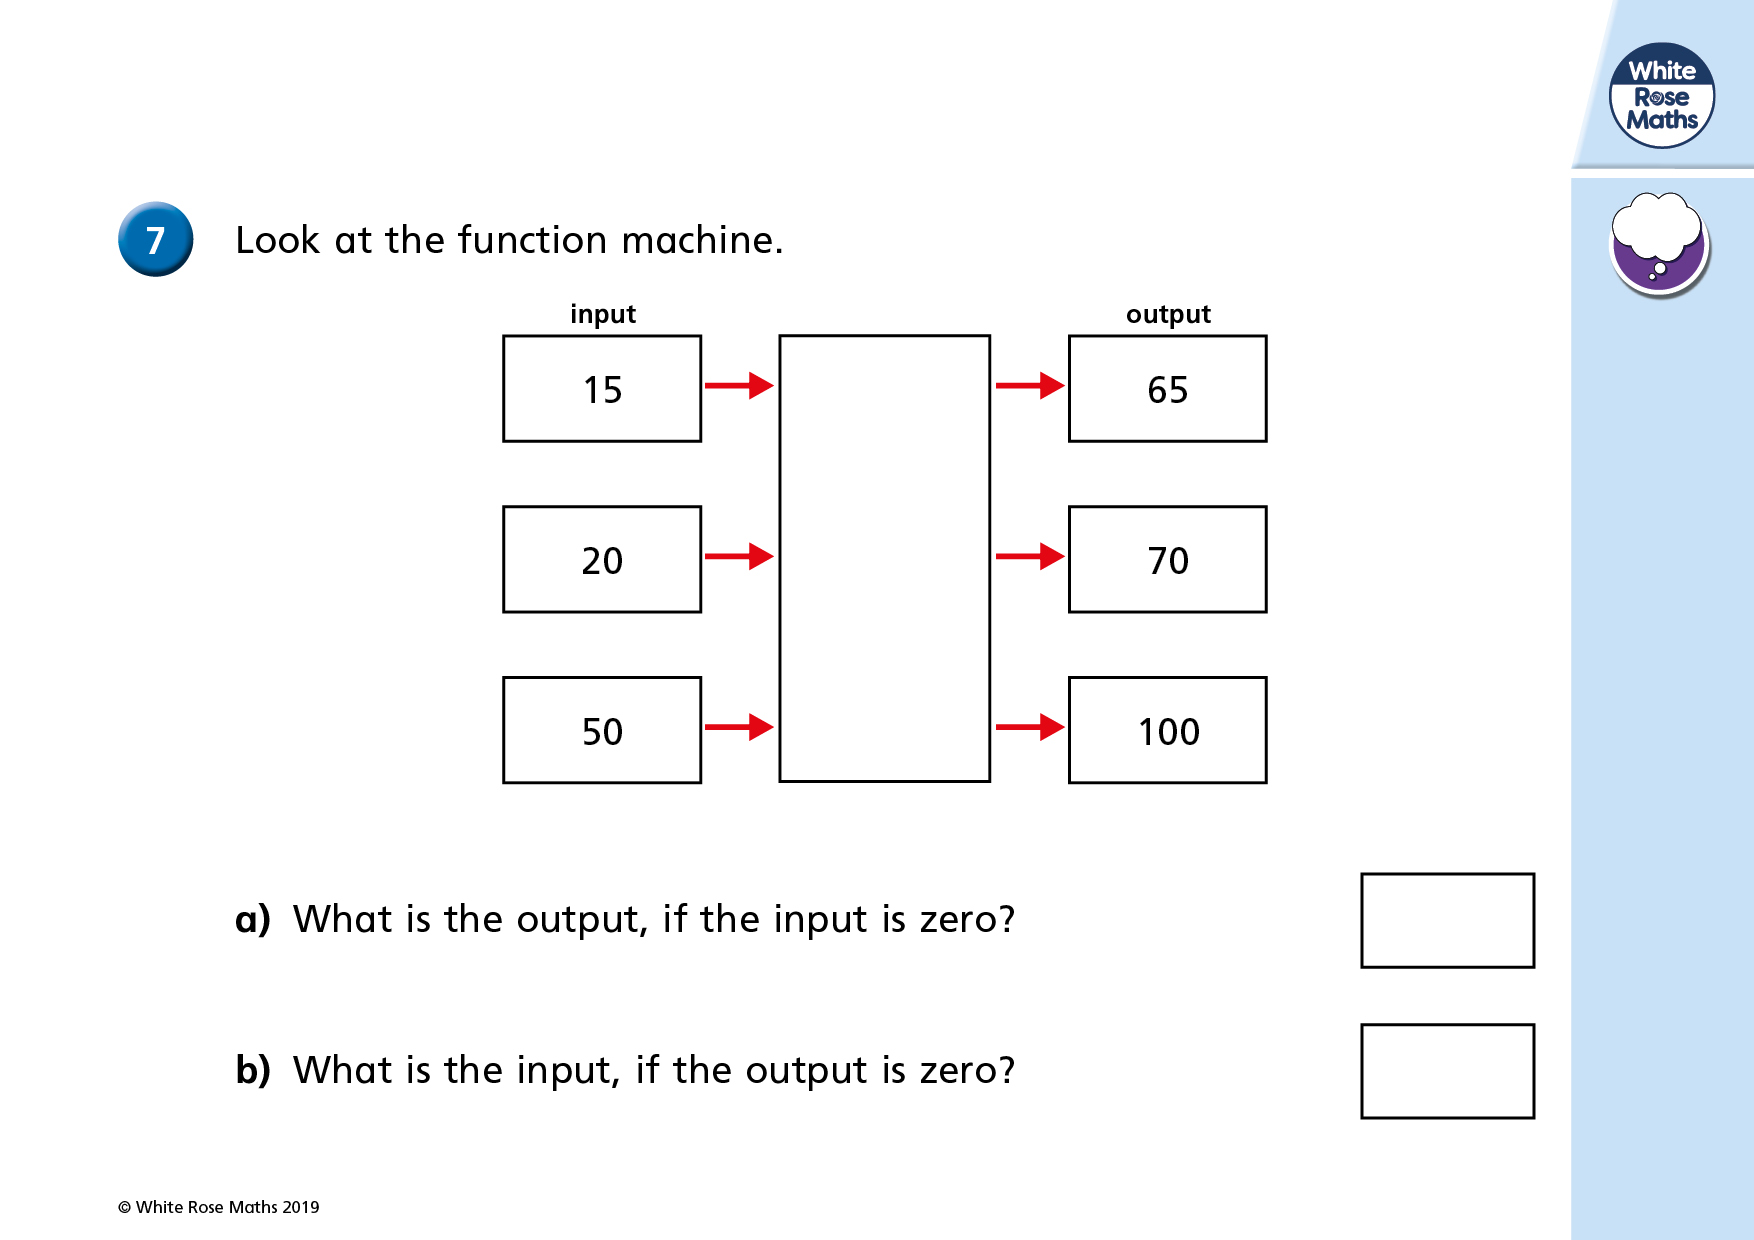 White
Rose
Maths
7 Look at the function machine.
input output
15 65
20 70
50 100
a) What is the output, if the input is zero?
b) What is the input, if the output is zero?
© White Rose Maths 2019